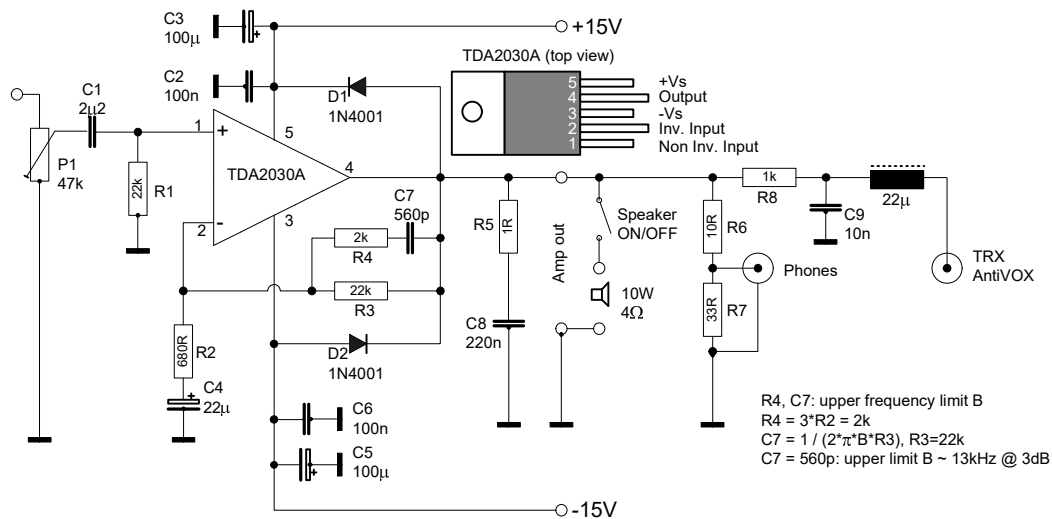 C3
100µ
+15V
TDA2030A (top view)
C2
100n
D1
1N4001
5
4
3
2
1
+Vs
Output
-Vs
Inv. Input
Non Inv. Input
C1
2µ2
P1
47k
22k
R1
1
+
5
TDA2030A
4
-
2
3
C7
560p
2k
R4
22k
R3
R5
1R
Amp out
Speaker
ON/OFF
10W
4Ω
10R
R6
1k
R8
C9
10n
22µ
TRX
AntiVOX
Phones
33R
R7
680R
R2
C4
22µ
+
D2
1N4001
C8
220n
C6
100n
C5
100µ
+
-15V
R4, C7: upper frequency limit B
R4 = 3*R2 = 2k
C7 = 1 / (2*π*B*R3), R3=22k
C7 = 560p: upper limit B ~ 13kHz @ 3dB